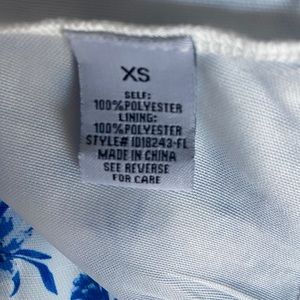 XS
SELF:
100%POLYESTER
LINING:
100%POLYESTER
STYLE# ID18243-FL
MADE IN CHINA
SEE REVERSE
FOR CARE